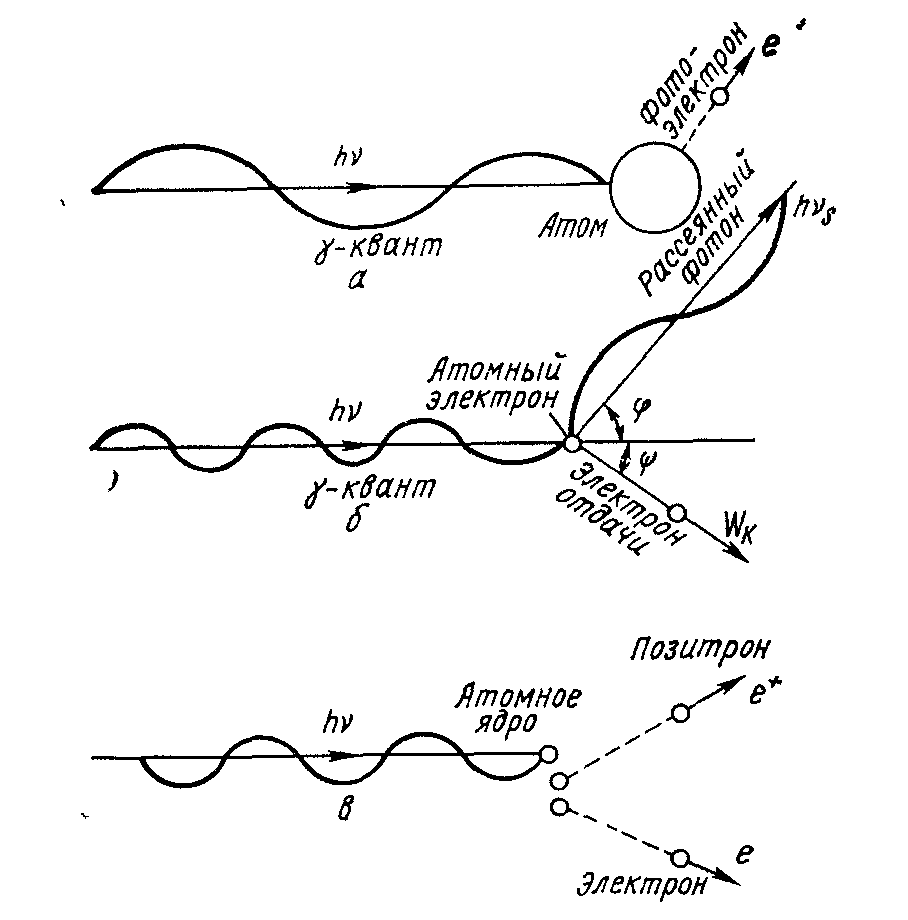 Фото-
электрон
e
hν
γ-квант
а
Атом
Рассеянный
фотон
hνs
Атомный
электрон
hν
φ
ψ
γ-квант
б
Электрон
отдачи
Wк
Позитрон
e*
Атомное
ядро
hν
в
e
Электрон